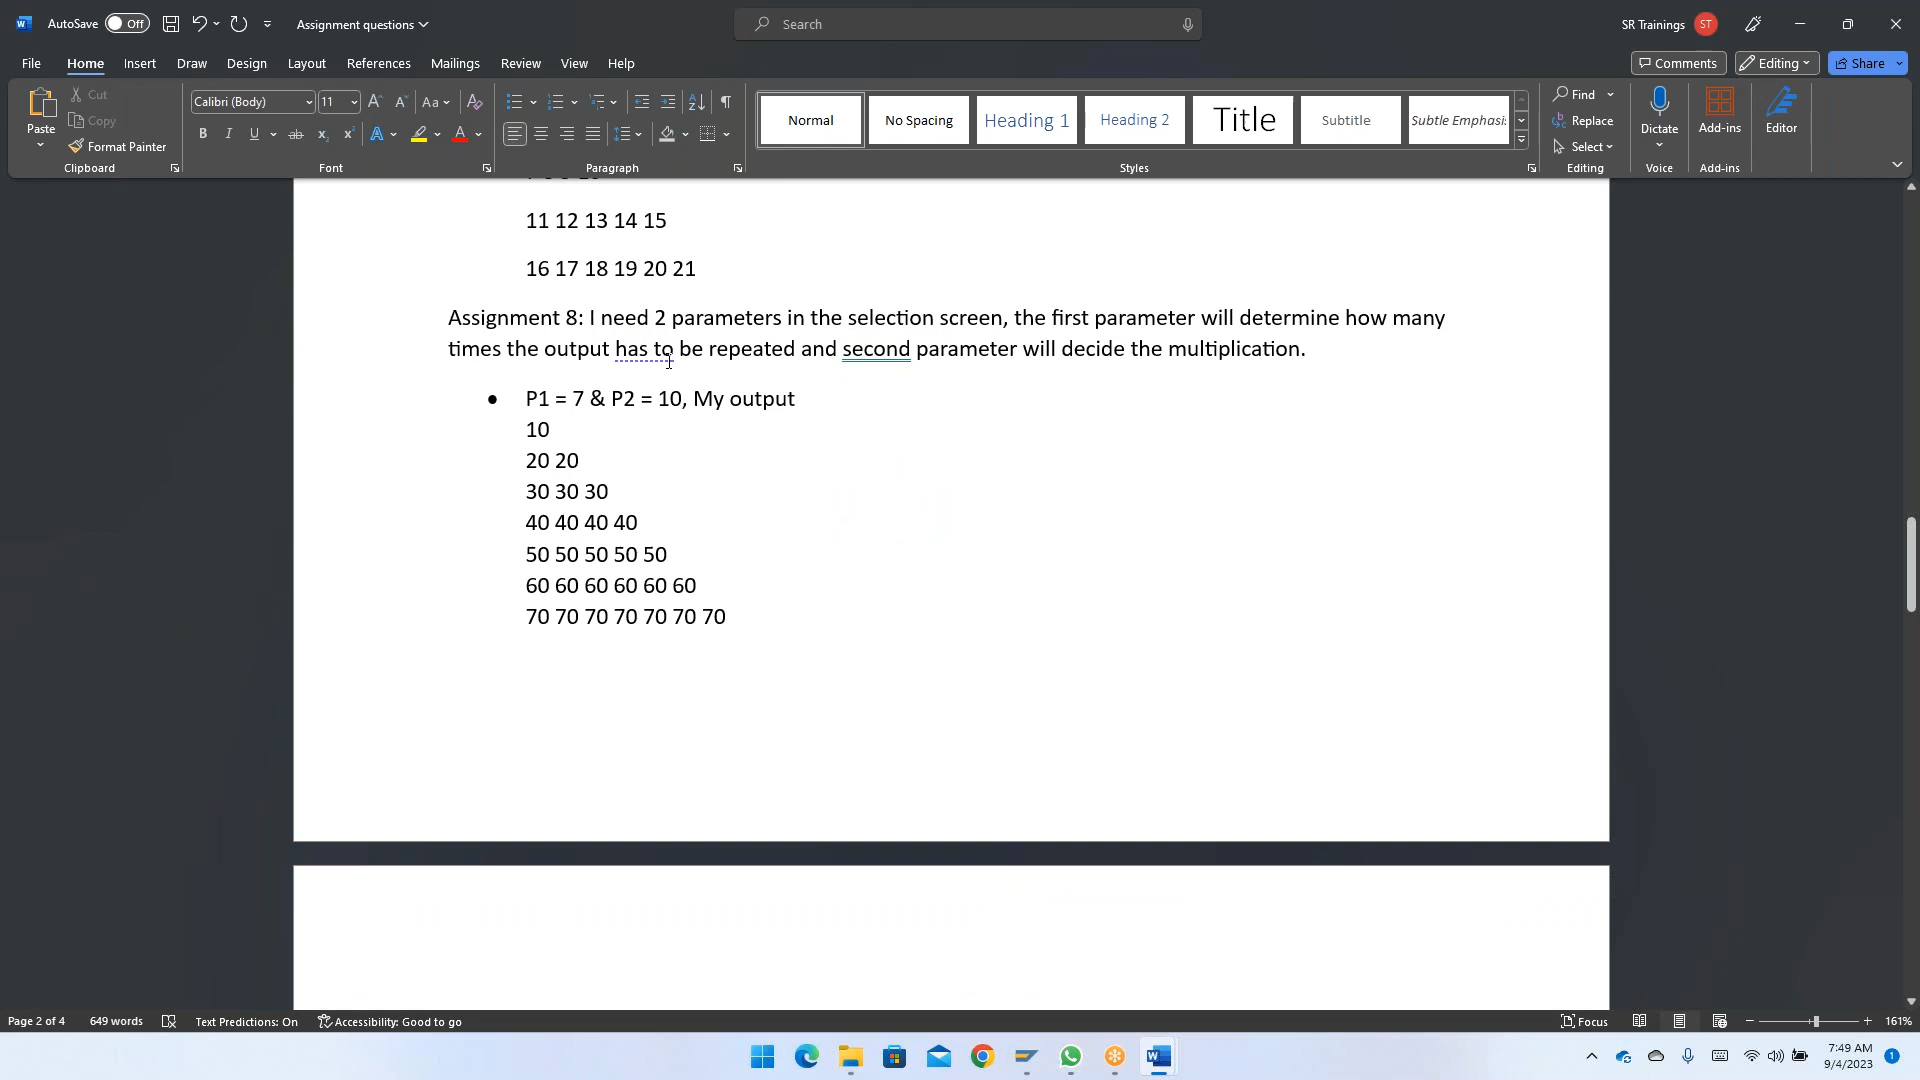 AutoSave Off Assignment questions Search SR Trainings ST
File Home Insert Draw Design Layout References Mailings Review View Help Comments Editing Share
Paste Cut Copy Format Painter Clipboard
Calibri (Body) 11 Font
Paragraph
Normal No Spacing Heading 1 Heading 2 Title Subtitle Subtle Emphasi: Styles
Find Replace Select Editing
Dictate Voice
Add-ins Add-ins
Editor
11 12 13 14 15
16 17 18 19 20 21
Assignment 8: I need 2 parameters in the selection screen, the first parameter will determine how many
times the output has to be repeated and second parameter will decide the multiplication.
• P1 = 7 & P2 = 10, My output
10
20 20
30 30 30
40 40 40 40
50 50 50 50 50
60 60 60 60 60 60
70 70 70 70 70 70 70
Page 2 of 4 649 words Text Predictions: On Accessibility: Good to go Focus 161%
7:49 AM
9/4/2023 1